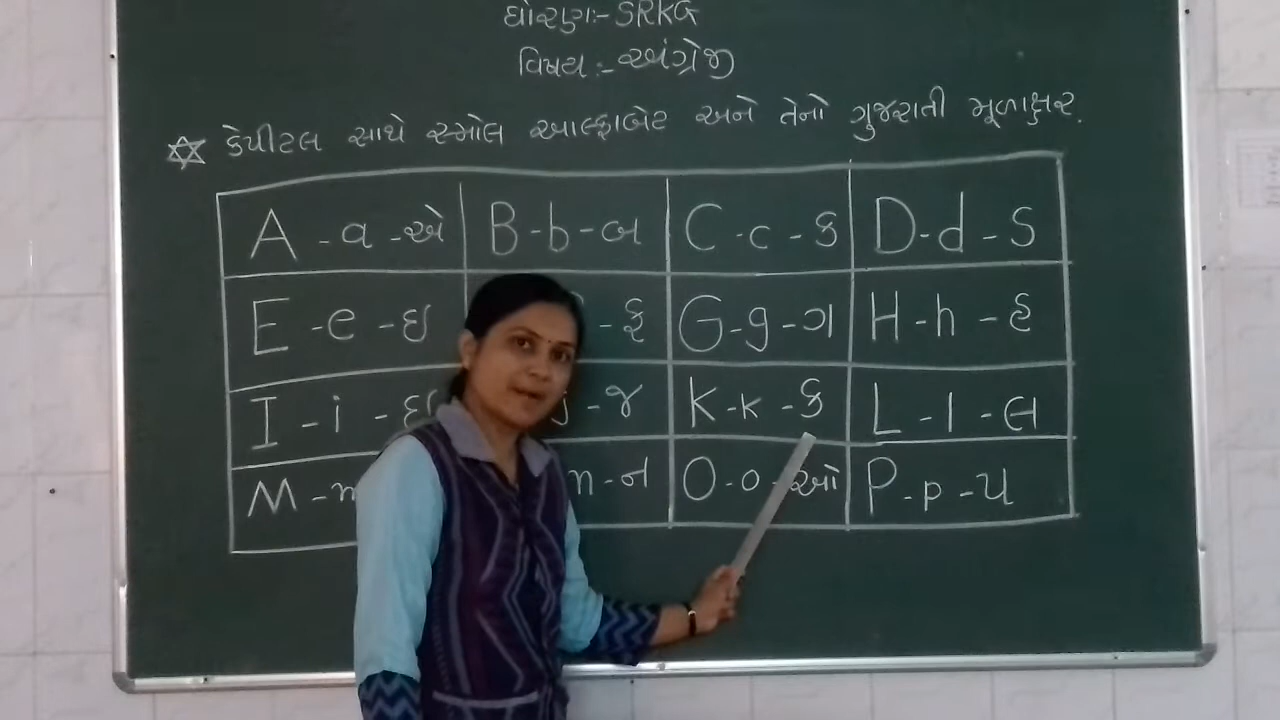 ધોરણ:- SRKG
વિષય :- અંગ્રેજી
કેપીટલ સાથે સ્મોલ આલ્ફાબેટ અને તેનો ગુજરાતી મૂળાક્ષર.
A - a - એ B - b - બ C - c - ક D - d - ડ
E - e - ઇ - ફ G - g - ગ H - h - હ
I - i - ઇ j - જ K - k - ક L - l - લ
M - m n - ન O - o - ઓ P - p - પ